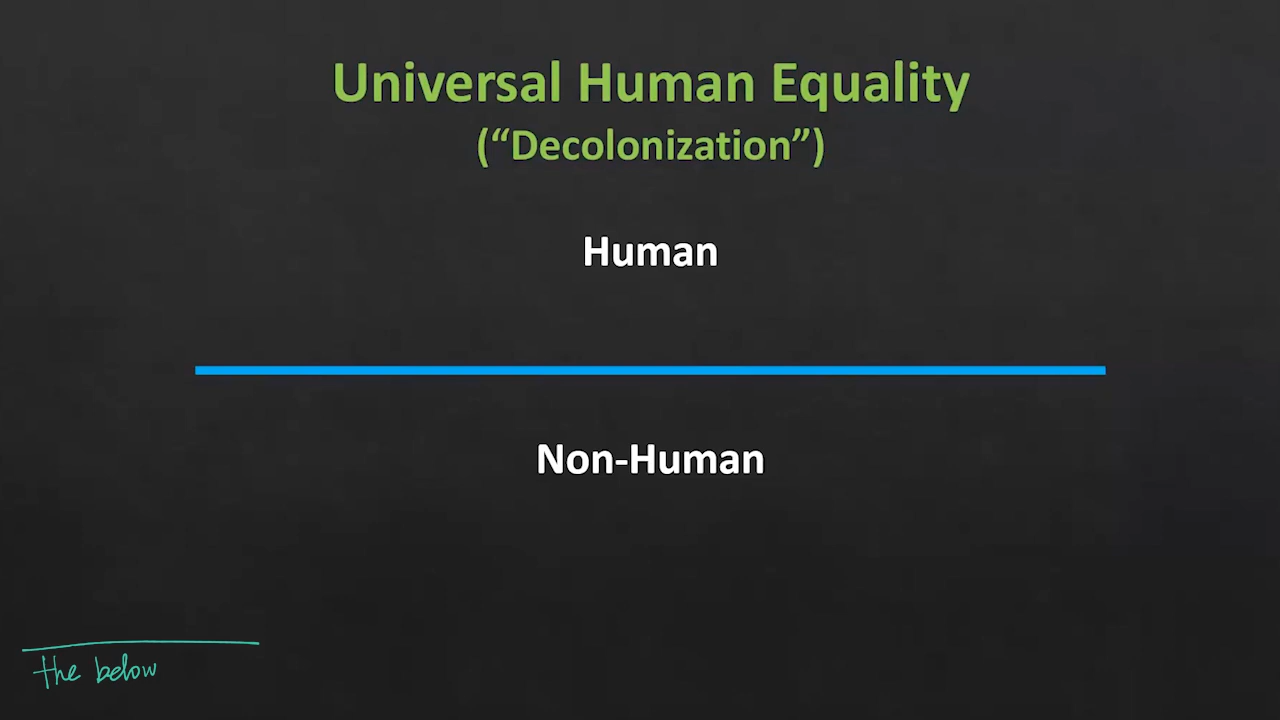 Universal Human Equality
(“Decolonization”)
Human
Non-Human
the below